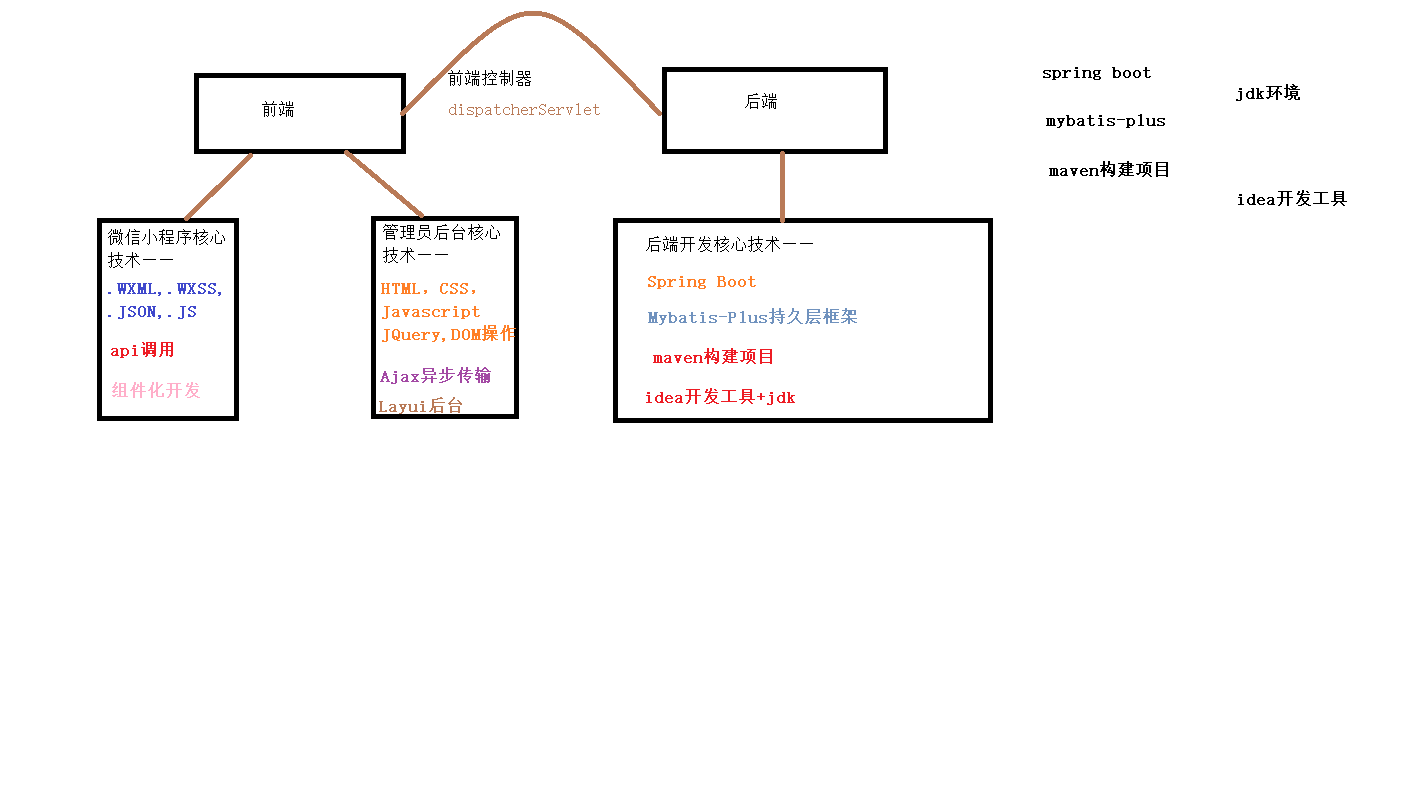 前端
前端控制器
dispatcherServlet
后端
spring boot
jdk环境
mybatis-plus
maven构建项目
idea开发工具
微信小程序核心
技术一一
.WXML,.WXSS,
.JSON,.JS
api调用
组件化开发
管理员后台核心
技术一一
HTML，CSS，
Javascript
JQuery,DOM操作
Ajax异步传输
Layui后台
后端开发核心技术一一
Spring Boot
Mybatis-Plus持久层框架
maven构建项目
idea开发工具+jdk